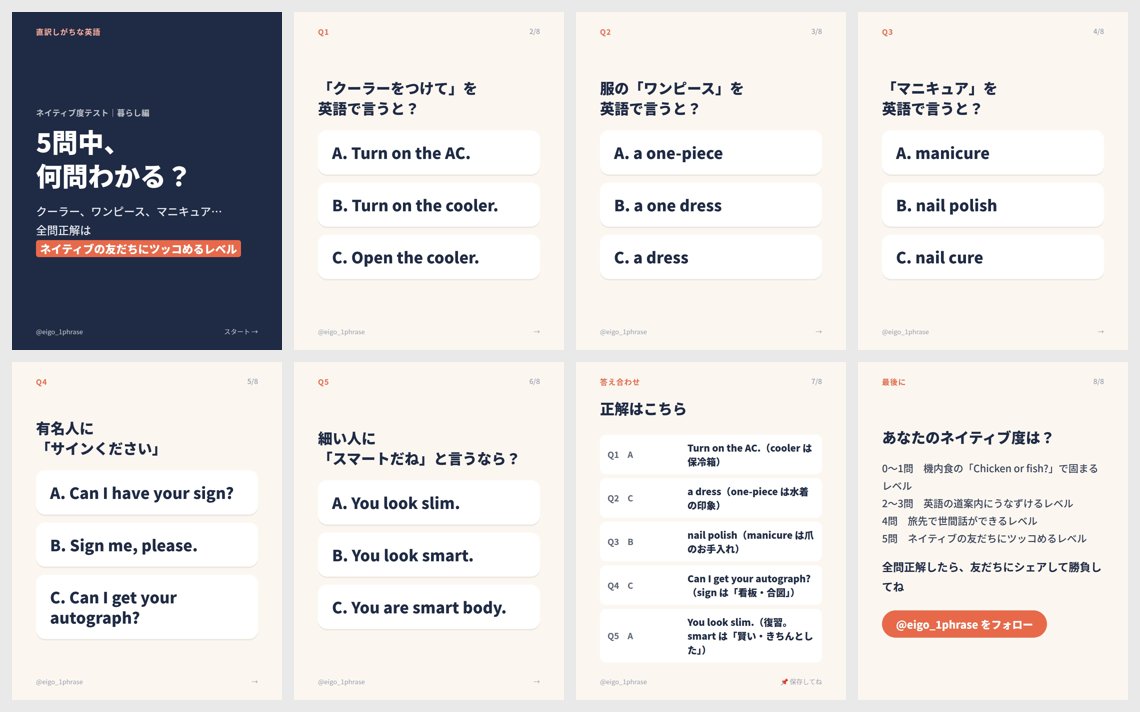 直訳しがちな英語
ネイティブ度テスト｜暮らし編
5問中、
何問わかる？
クーラー、ワンピース、マニキュア…
全問正解は
ネイティブの友だちにツッコめるレベル
@eigo_1phrase
スタート →
Q1
2/8
「クーラーをつけて」を
英語で言うと？
A. Turn on the AC.
B. Turn on the cooler.
C. Open the cooler.
@eigo_1phrase
→
Q2
3/8
服の「ワンピース」を
英語で言うと？
A. a one-piece
B. a one dress
C. a dress
@eigo_1phrase
→
Q3
4/8
「マニキュア」を
英語で言うと？
A. manicure
B. nail polish
C. nail cure
@eigo_1phrase
→
Q4
5/8
有名人に
「サインください」
A. Can I have your sign?
B. Sign me, please.
C. Can I get your
autograph?
@eigo_1phrase
→
Q5
6/8
細い人に
「スマートだね」と言うなら？
A. You look slim.
B. You look smart.
C. You are smart body.
@eigo_1phrase
→
答え合わせ
7/8
正解はこちら
Q1 A
Turn on the AC.（cooler は
保冷箱）
Q2 C
a dress（one-piece は水着
の印象）
Q3 B
nail polish（manicure は爪
のお手入れ）
Q4 C
Can I get your autograph?
（sign は「看板・合図」）
Q5 A
You look slim.（復習。
smart は「賢い・きちんとし
た」）
@eigo_1phrase
📌 保存してね
最後に
8/8
あなたのネイティブ度は？
0〜1問　機内食の「Chicken or fish?」で固まる
レベル
2〜3問　英語の道案内にうなずけるレベル
4問　旅先で世間話ができるレベル
5問　ネイティブの友だちにツッコめるレベル
全問正解したら、友だちにシェアして勝負し
てね
@eigo_1phrase をフォロー